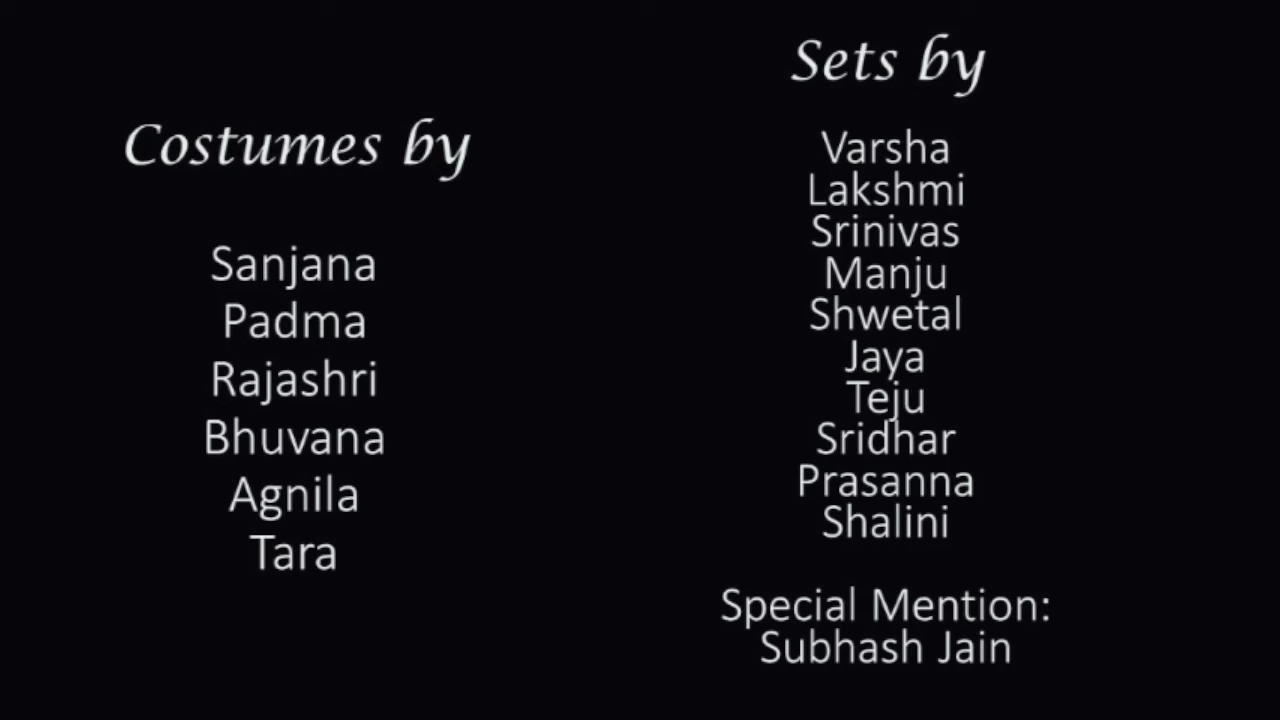 Costumes by
Sanjana
Padma
Rajashri
Bhuvana
Agnila
Tara
Sets by
Varsha
Lakshmi
Srinivas
Manju
Shwetal
Jaya
Teju
Sridhar
Prasanna
Shalini
Special Mention:
Subhash Jain